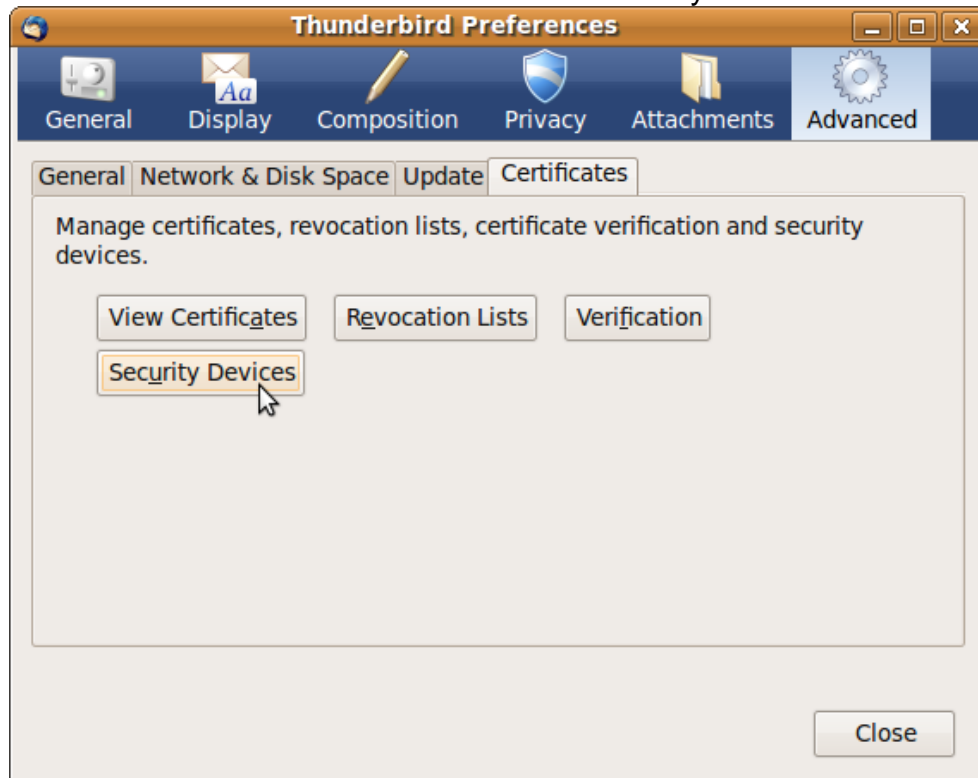 Thunderbird Preferences
Aa
General Display Composition Privacy Attachments Advanced
General Network & Disk Space Update Certificates
Manage certificates, revocation lists, certificate verification and security
devices.
View Certificates Revocation Lists Verification
Security Devices
Close